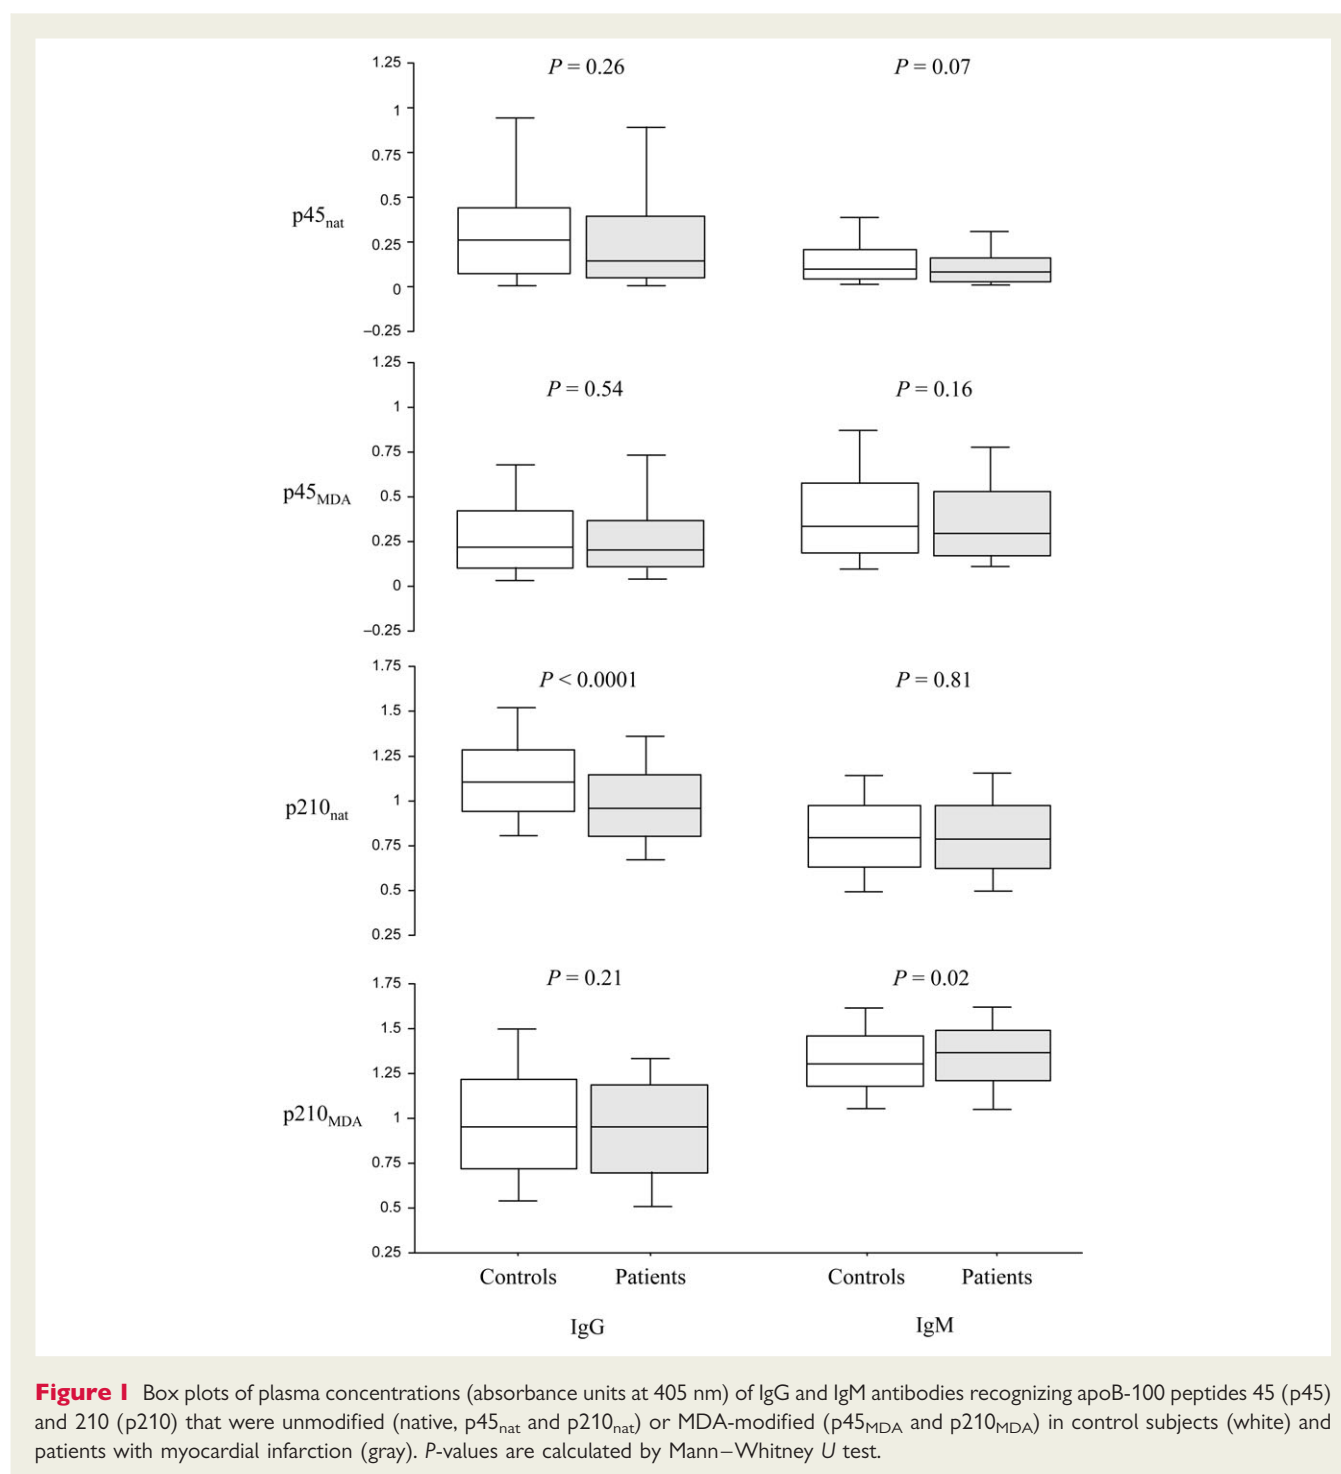 1.25
P = 0.26
P = 0.07
1
0.75
0.5
p45nat
0.25
0
–0.25
1.25
P = 0.54
P = 0.16
1
0.75
p45MDA
0.5
0.25
0
–0.25
1.75
P < 0.0001
P = 0.81
1.5
1.25
p210nat
1
0.75
0.5
0.25
1.75
P = 0.21
P = 0.02
1.5
1.25
p210MDA
1
0.75
0.5
0.25
Controls Patients Controls Patients
IgG IgM
Figure 1 Box plots of plasma concentrations (absorbance units at 405 nm) of IgG and IgM antibodies recognizing apoB-100 peptides 45 (p45)
and 210 (p210) that were unmodified (native, p45nat and p210nat) or MDA-modified (p45MDA and p210MDA) in control subjects (white) and
patients with myocardial infarction (gray). P-values are calculated by Mann–Whitney U test.